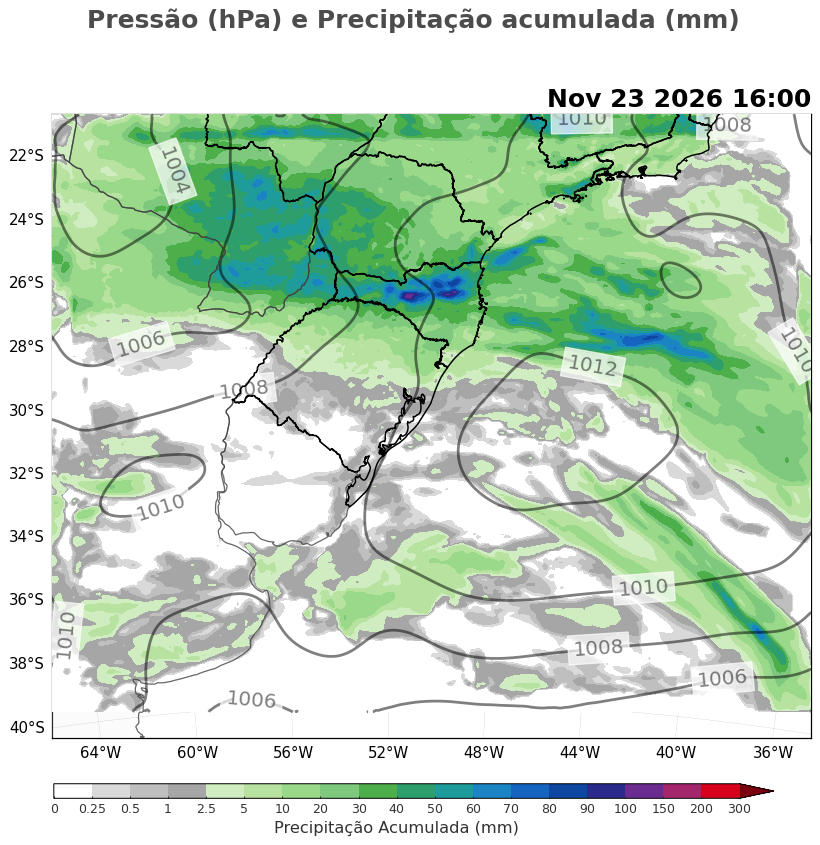 Pressão (hPa) e Precipitação acumulada (mm)
Nov 23 2026 16:00
1010
1008
22°S
1004
24°S
26°S
1006
1010
28°S
1012
1008
30°S
32°S
1010
34°S
1010
36°S
1010
1008
38°S
1006
1006
40°S
64°W 60°W 56°W 52°W 48°W 44°W 40°W 36°W
0 0.25 0.5 1 2.5 5 10 20 30 40 50 60 70 80 90 100 150 200 300
Precipitação Acumulada (mm)